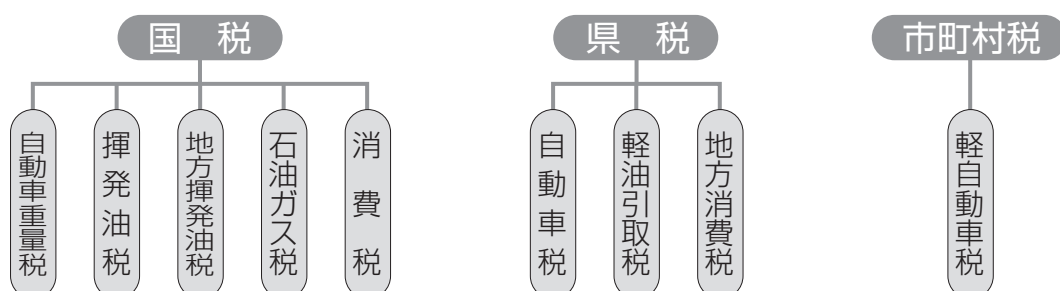 国 税
自動車重量税
揮発油税
地方揮発油税
石油ガス税
消費税
県 税
自動車税
軽油引取税
地方消費税
市町村税
軽自動車税